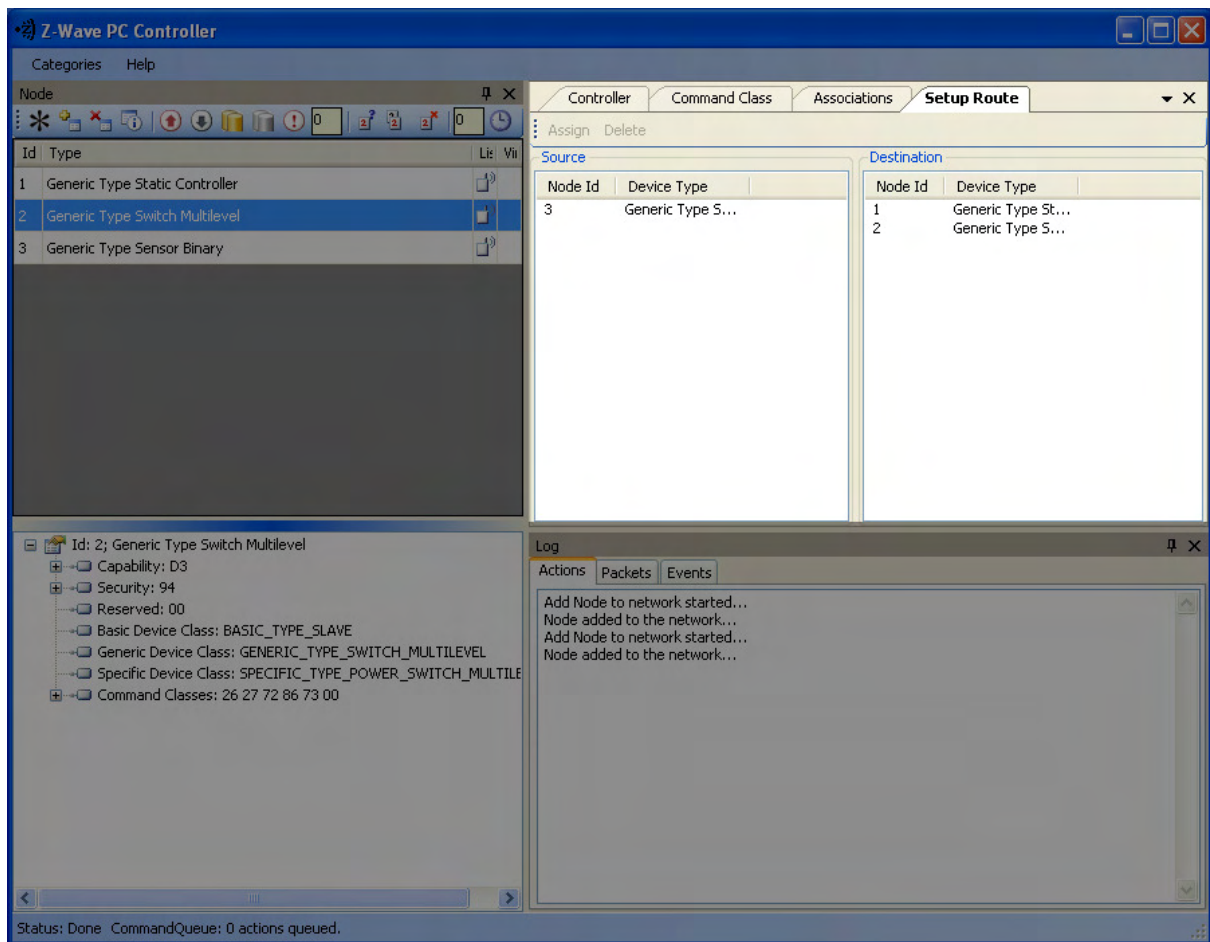 Z-Wave PC Controller
Categories Help
Node
0 0
Id Type Lis Vii
1 Generic Type Static Controller
2 Generic Type Switch Multilevel
3 Generic Type Sensor Binary
Controller Command Class Associations Setup Route
Assign Delete
Source
Node Id Device Type
3 Generic Type S...
Destination
Node Id Device Type
1 Generic Type St...
2 Generic Type S...
Id: 2; Generic Type Switch Multilevel
Capability: D3
Security: 94
Reserved: 00
Basic Device Class: BASIC_TYPE_SLAVE
Generic Device Class: GENERIC_TYPE_SWITCH_MULTILEVEL
Specific Device Class: SPECIFIC_TYPE_POWER_SWITCH_MULTILE
Command Classes: 26 27 72 86 73 00
Log
Actions Packets Events
Add Node to network started...
Node added to the network...
Add Node to network started...
Node added to the network...
Status: Done CommandQueue: 0 actions queued.